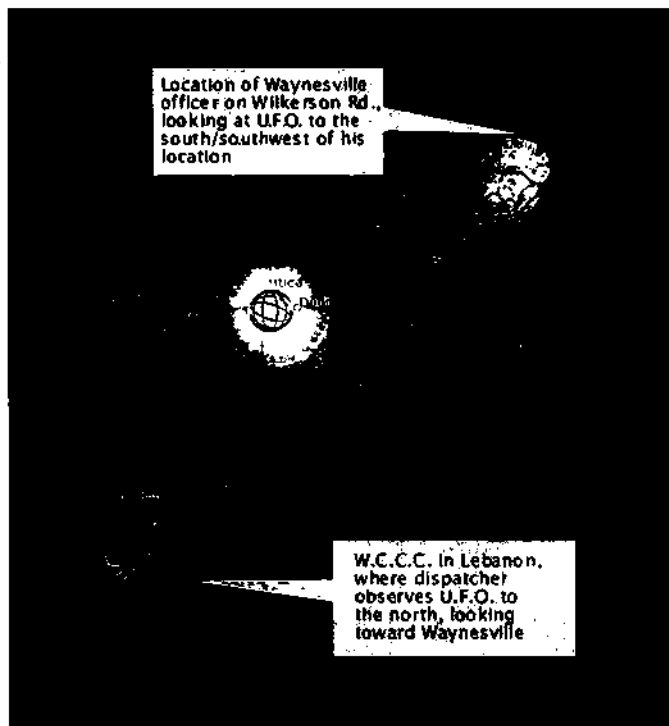 Location of Waynesville
officer on Wilkerson Rd.,
looking at U.F.O. to the
south/southwest of his
location
W.C.C.C. in Lebanon,
where dispatcher
observes U.F.O. to
the north, looking
toward Waynesville